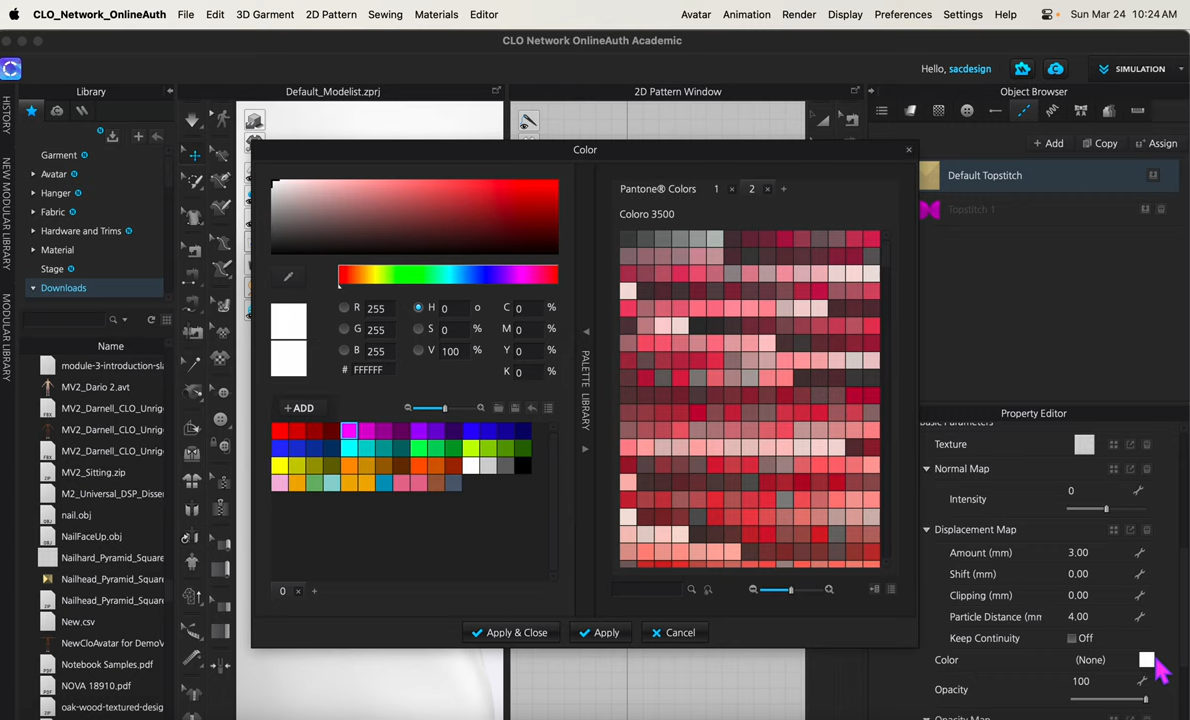 CLO_Network_OnlineAuth File Edit 3D Garment 2D Pattern Sewing Materials Editor Avatar Animation Render Display Preferences Settings Help Sun Mar 24 10:24 AM
CLO Network OnlineAuth Academic
Hello, sacdesign
SIMULATION
HISTORY
NEW MODULAR LIBRARY
MODULAR LIBRARY
Library
Garment
Avatar
Hanger
Fabric
Hardware and Trims
Material
Stage
Downloads
Name
module-3-introduction-sl
MV2_Dario 2.avt
MV2_Darnell_CLO_Unrig
MV2_Darnell_CLO_Unrig
MV2_Darnell_CLO_Unrig
MV2_Sitting.zip
M2_Universal_DSP_Disse
nail.obj
NailFaceUp.obj
Nailhard_Pyramid_Square
Nailhead_Pyramid_Square
Nailhead_Pyramid_Square
New.csv
NewCloAvatar for DemoV
Notebook Samples.pdf
NOVA 18910.pdf
oak-wood-textured-desig
Default_Modelist.zprj
2D Pattern Window
Color
R 255 H 0 o C 0 %
G 255 S 0 % M 0 %
B 255 V 100 % Y 0 %
# FFFFFF K 0 %
+ADD
0 × +
PALETTE LIBRARY
Pantone® Colors 1 × 2 × +
Coloro 3500
Apply & Close Apply Cancel
Object Browser
+ Add Copy Assign
Default Topstitch
Topstitch 1
Property Editor
Basic Parameters
Texture
Normal Map
Intensity 0
Displacement Map
Amount (mm) 3.00
Shift (mm) 0.00
Clipping (mm) 0.00
Particle Distance (mm 4.00
Keep Continuity Off
Color (None)
Opacity 100
Opacity Map